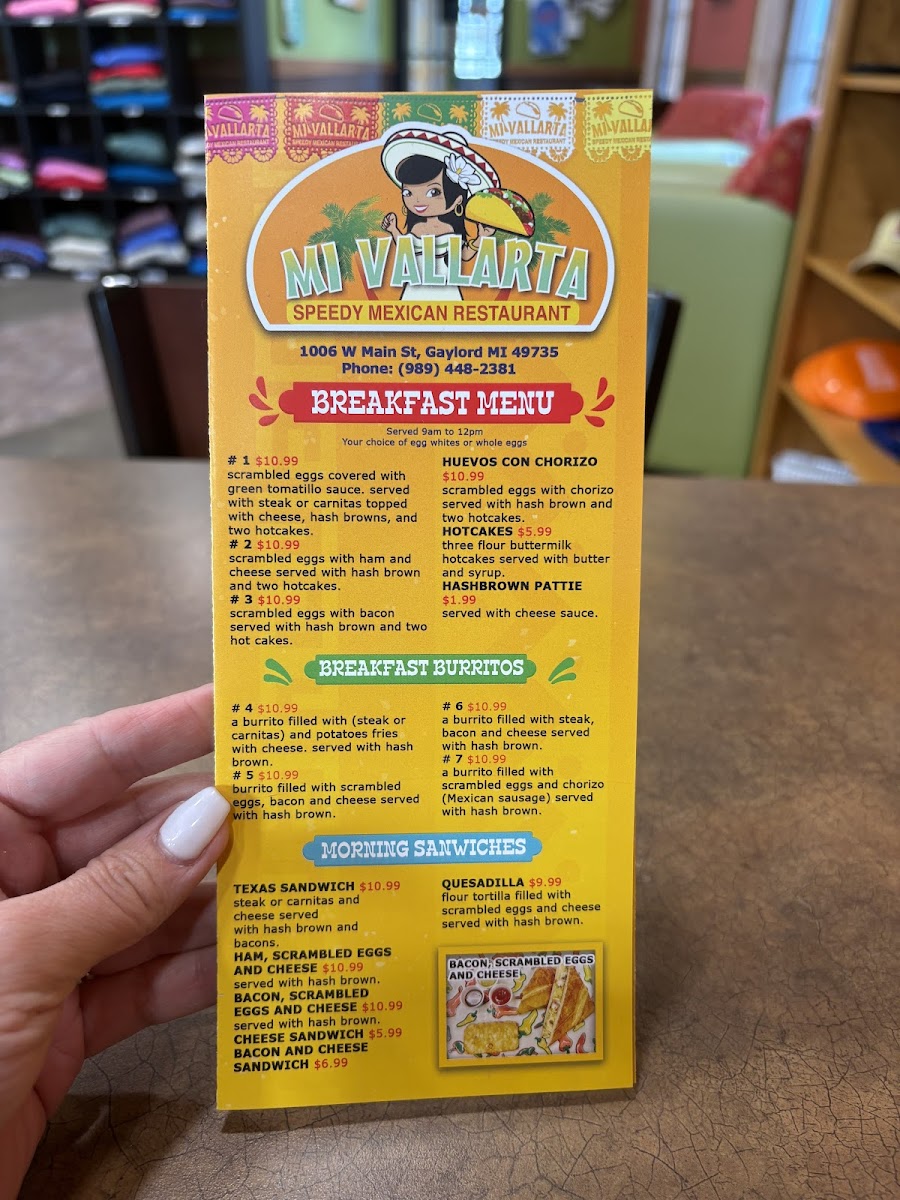 VALLARTA
MEXICAN RESTAURANT
MI-VALLARTA
SPEEDY MEXICAN RESTAURANT
MI-VALLARTA
MI-VALLA
MI VALLARTA
SPEEDY MEXICAN RESTAURANT
1006 W Main St, Gaylord MI 49735
Phone: (989) 448-2381
BREAKFAST MENU
Served 9am to 12pm
Your choice of egg whites or whole eggs
# 1 $10.99
scrambled eggs covered with
green tomatillo sauce. served
with steak or carnitas topped
with cheese, hash browns, and
two hotcakes.
# 2 $10.99
scrambled eggs with ham and
cheese served with hash brown
and two hotcakes.
# 3 $10.99
scrambled eggs with bacon
served with hash brown and two
hot cakes.
HUEVOS CON CHORIZO
$10.99
scrambled eggs with chorizo
served with hash brown and
two hotcakes.
HOTCAKES $5.99
three flour buttermilk
hotcakes served with butter
and syrup.
HASHBROWN PATTIE
$1.99
served with cheese sauce.
BREAKFAST BURRITOS
# 4 $10.99
a burrito filled with (steak or
carnitas) and potatoes fries
with cheese. served with hash
brown.
# 5 $10.99
burrito filled with scrambled
eggs, bacon and cheese served
with hash brown.
# 6 $10.99
a burrito filled with steak,
bacon and cheese served
with hash brown.
# 7 $10.99
a burrito filled with
scrambled eggs and chorizo
(Mexican sausage) served
with hash brown.
MORNING SANWICHES
TEXAS SANDWICH $10.99
steak or carnitas and
cheese served
with hash brown and
bacons.
HAM, SCRAMBLED EGGS
AND CHEESE $10.99
served with hash brown.
BACON, SCRAMBLED
EGGS AND CHEESE $10.99
served with hash brown.
CHEESE SANDWICH $5.99
BACON AND CHEESE
SANDWICH $6.99
QUESADILLA $9.99
flour tortilla filled with
scrambled eggs and cheese
served with hash brown.
BACON, SCRAMBLED EGGS
AND CHEESE